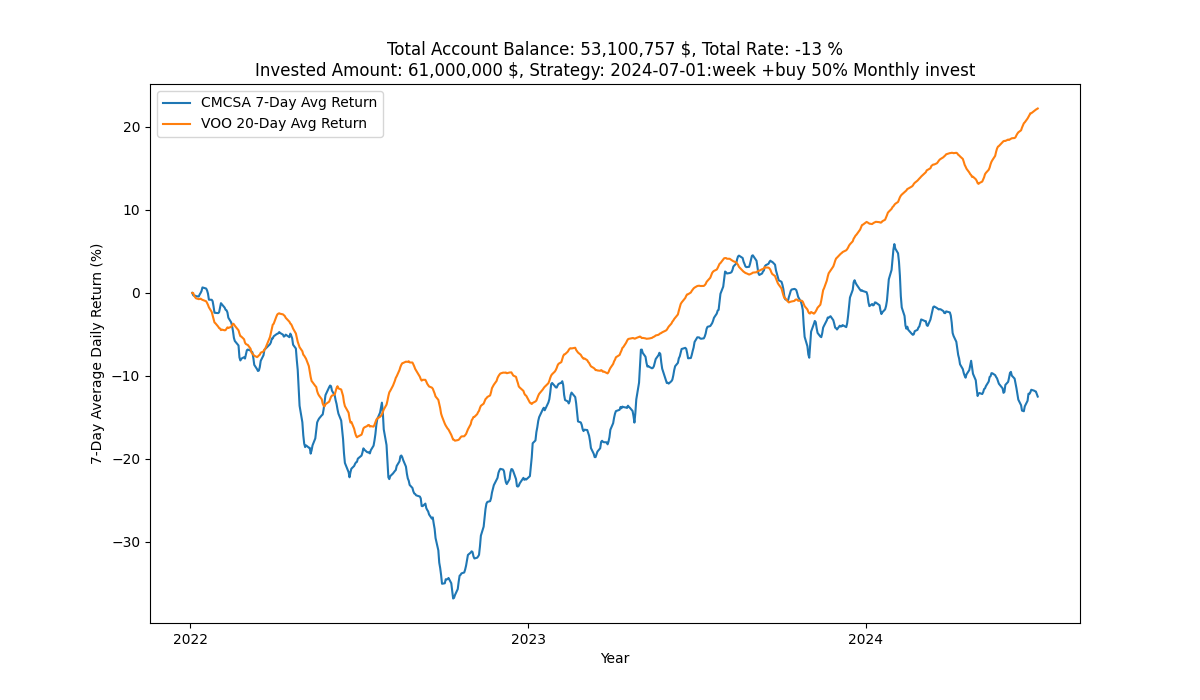 Total Account Balance: 53,100,757 $, Total Rate: -13 %
Invested Amount: 61,000,000 $, Strategy: 2024-07-01:week +buy 50% Monthly invest
CMCSA 7-Day Avg Return
VOO 20-Day Avg Return
7-Day Average Daily Return (%)
20
10
0
−10
−20
−30
2022
2023
2024
Year